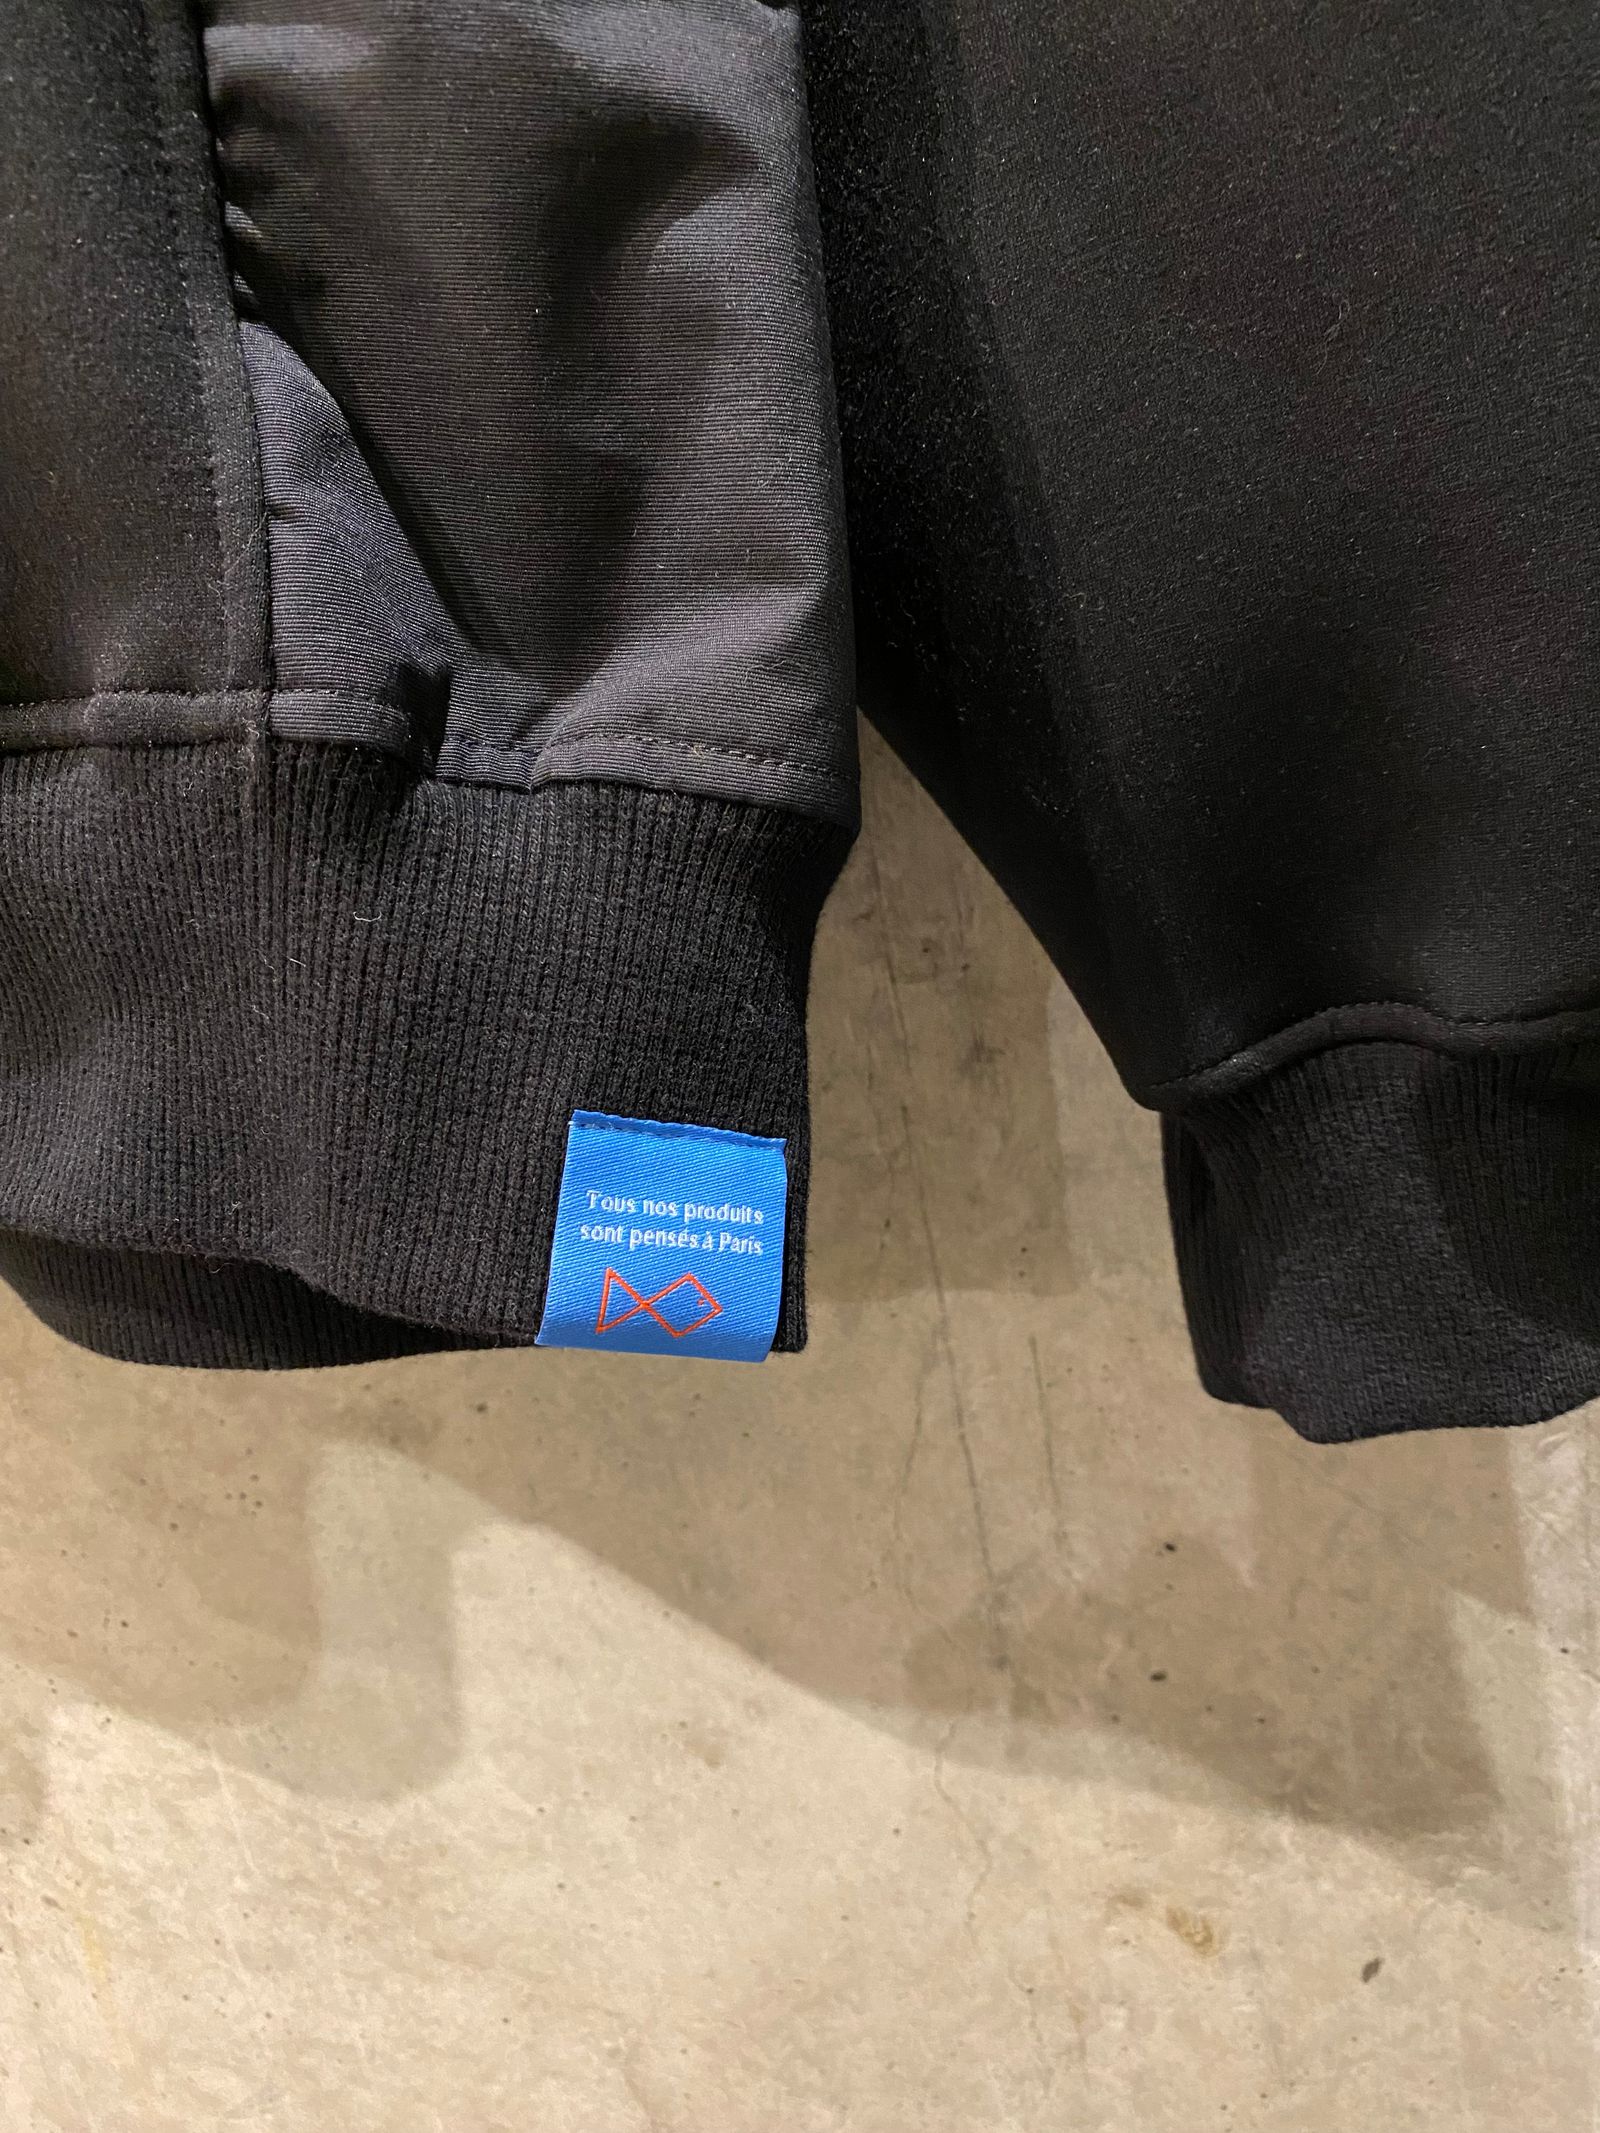 Tous nos produits
sont pensés à Paris